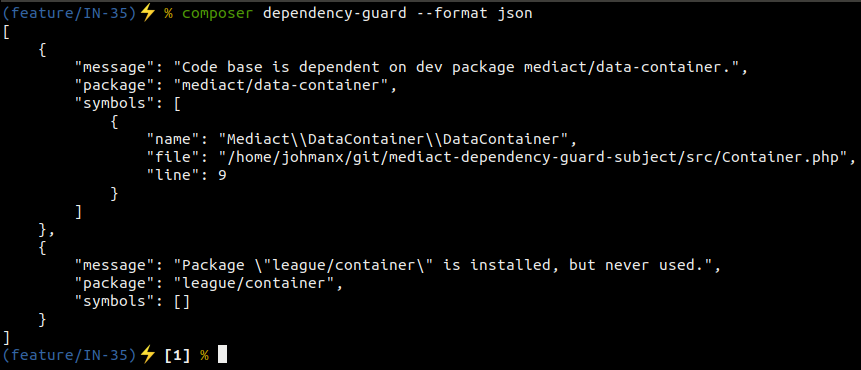 (feature/IN-35)⚡ % composer dependency-guard --format json
[
    {
        "message": "Code base is dependent on dev package mediact/data-container.",
        "package": "mediact/data-container",
        "symbols": [
            {
                "name": "Mediact\\DataContainer\\DataContainer",
                "file": "/home/johmanx/git/mediact-dependency-guard-subject/src/Container.php",
                "line": 9
            }
        ]
    },
    {
        "message": "Package \"league/container\" is installed, but never used.",
        "package": "league/container",
        "symbols": []
    }
]
(feature/IN-35)⚡ [1] %